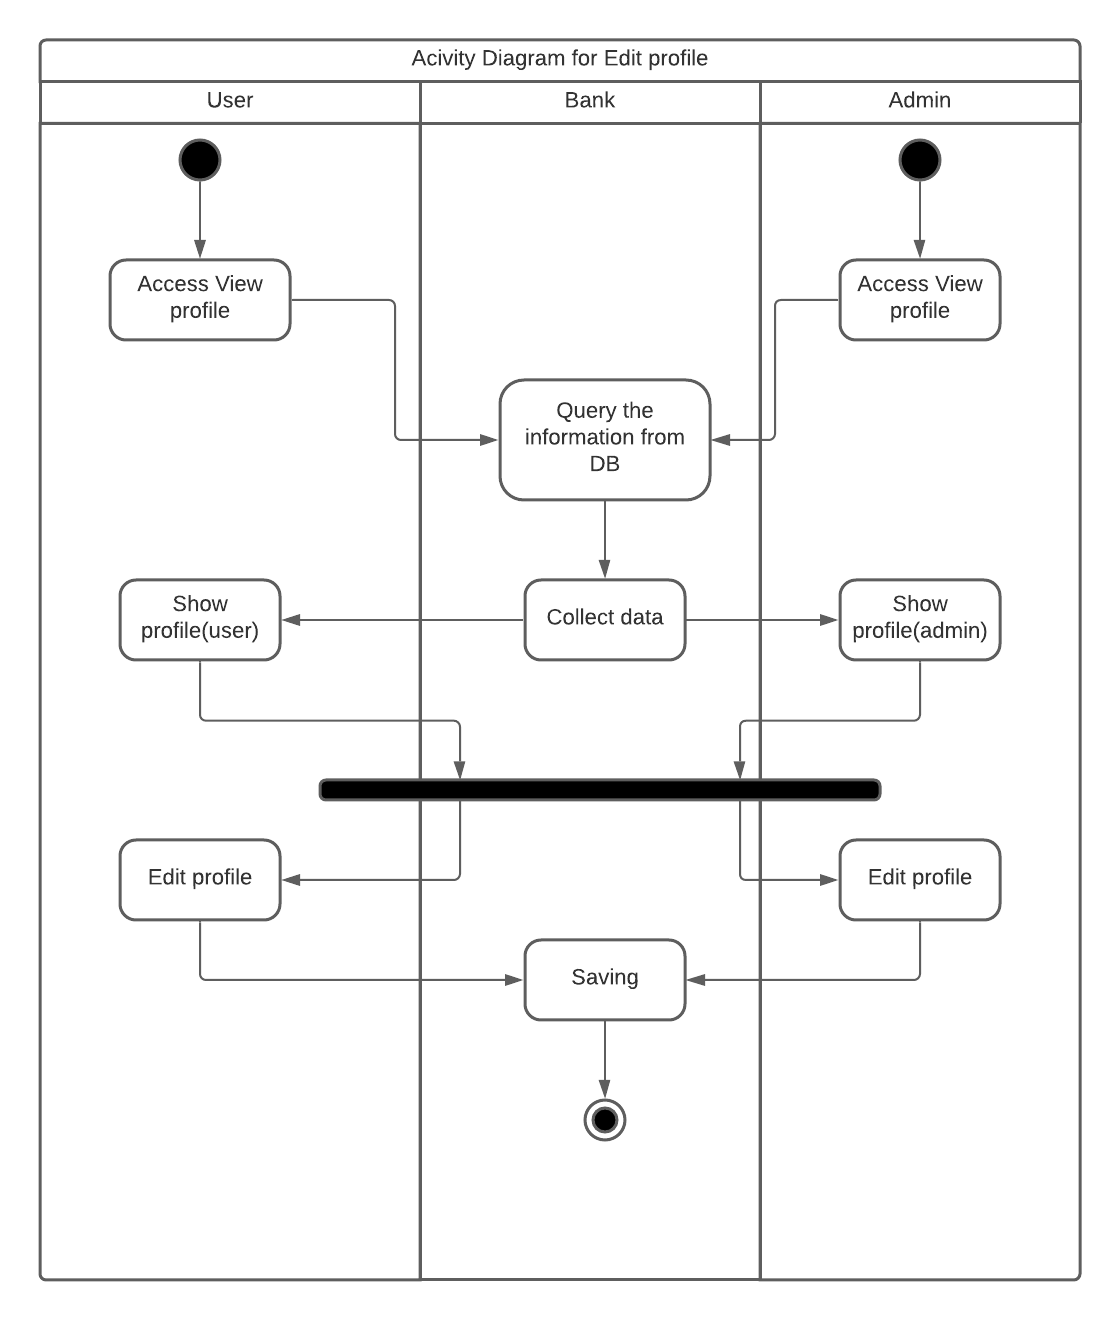 Acivity Diagram for Edit profile
User
Bank
Admin
Access View
profile
Access View
profile
Query the
information from
DB
Show
profile(user)
Collect data
Show
profile(admin)
Edit profile
Edit profile
Saving